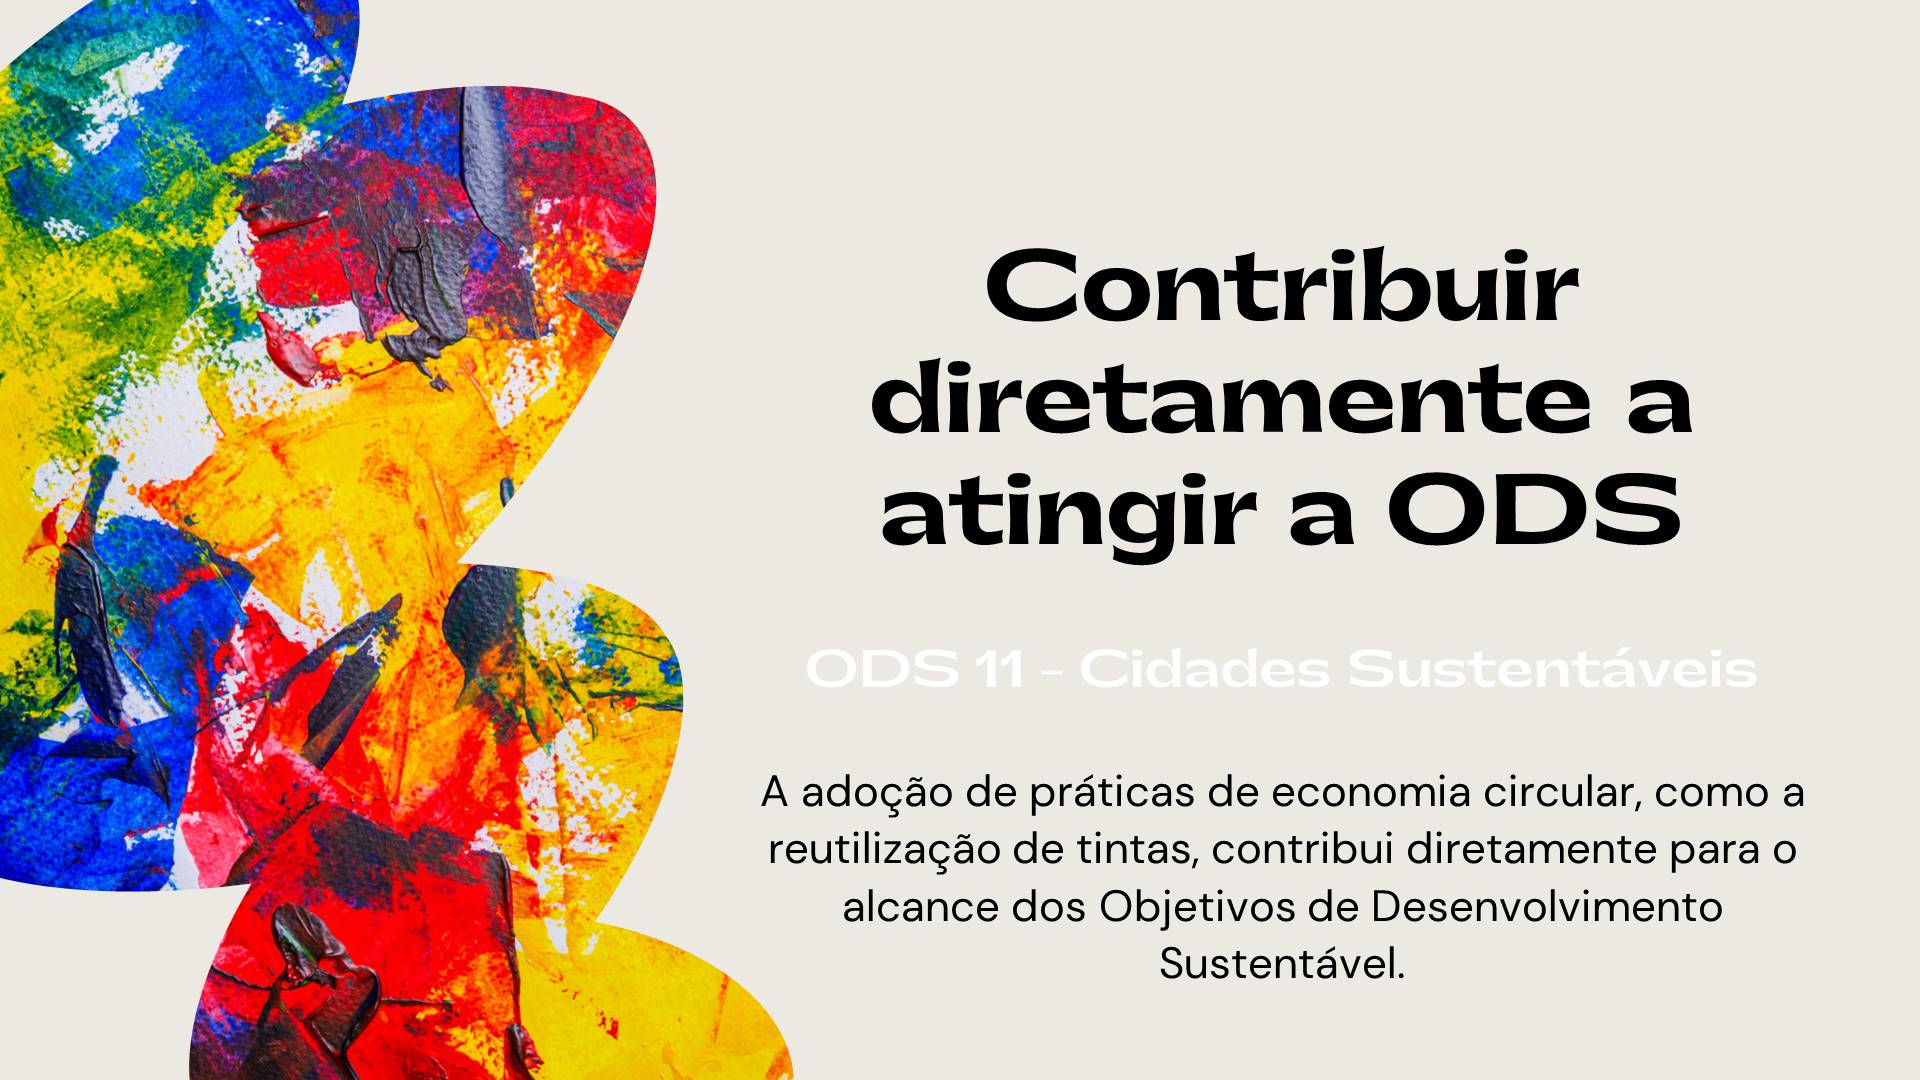 Contribuir
diretamente a
atingir a ODS
ODS 11 - Cidades Sustentáveis
A adoção de práticas de economia circular, como a
reutilização de tintas, contribui diretamente para o
alcance dos Objetivos de Desenvolvimento
Sustentável.